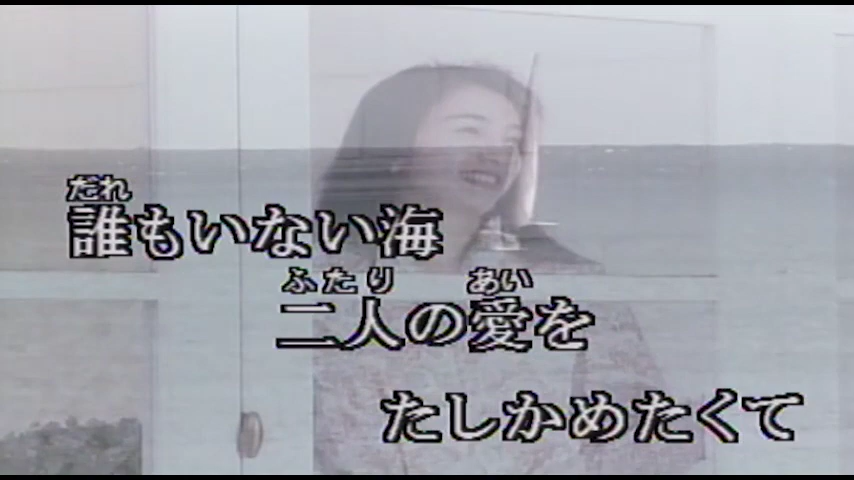 だれ
誰もいない海
ふたり あい
二人の愛を
たしかめたくて